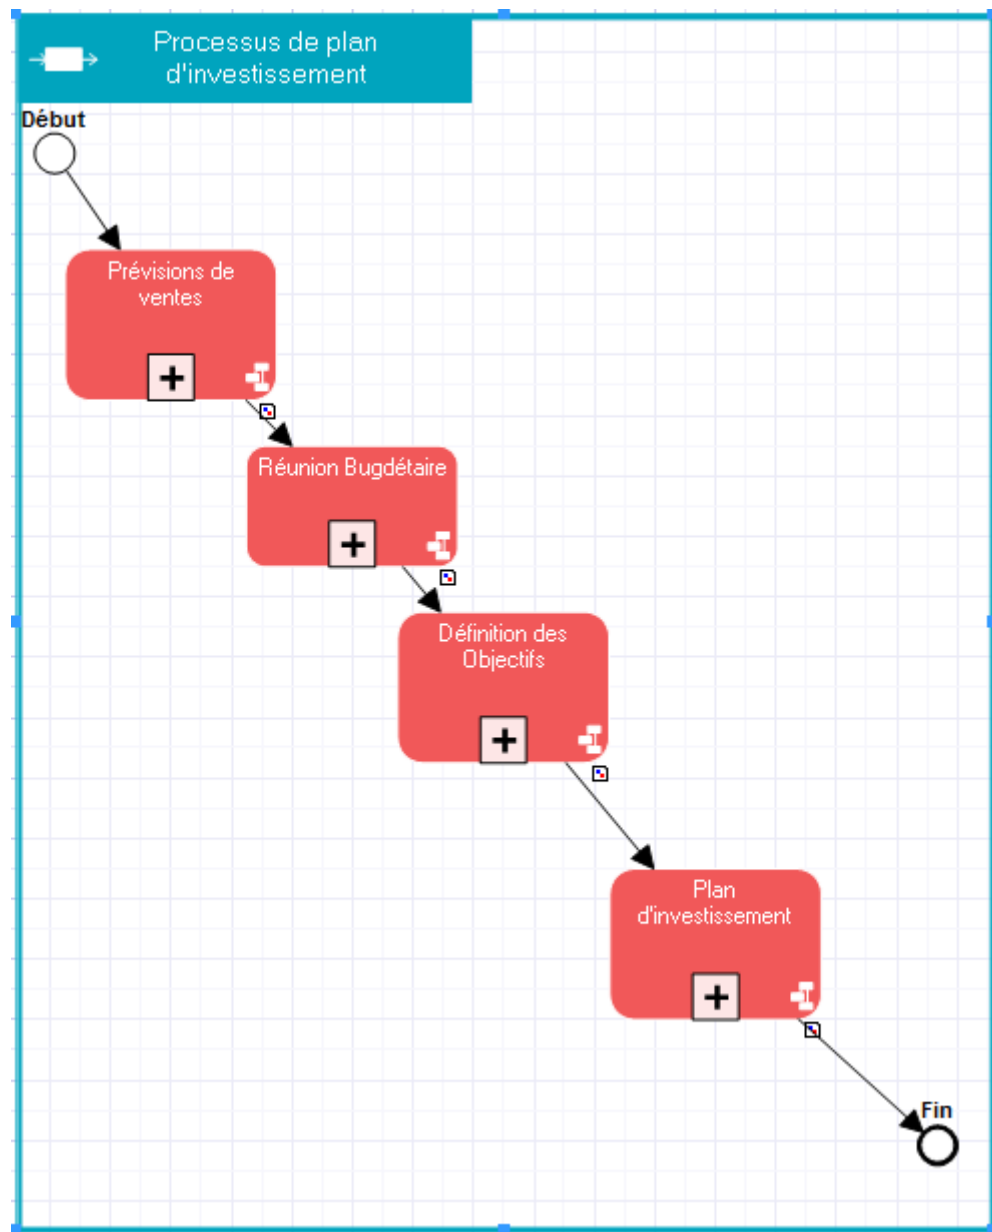 Processus de plan
d'investissement
Début
Prévisions de
ventes
Réunion Bugdétaire
Définition des
Objectifs
Plan
d'investissement
Fin